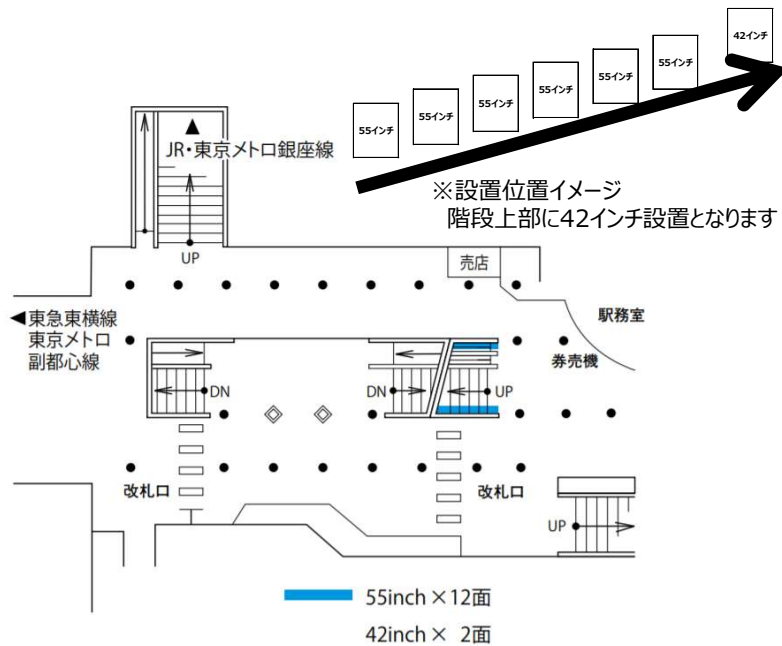 42インチ
55インチ
55インチ
55インチ
55インチ
55インチ
55インチ
※設置位置イメージ
階段上部に42インチ設置となります
▲
JR・東京メトロ銀座線
UP
売店
◀東急東横線
東京メトロ
副都心線
駅務室
券売機
DN
DN
UP
改札口
改札口
UP
55inch×12面
42inch× 2面